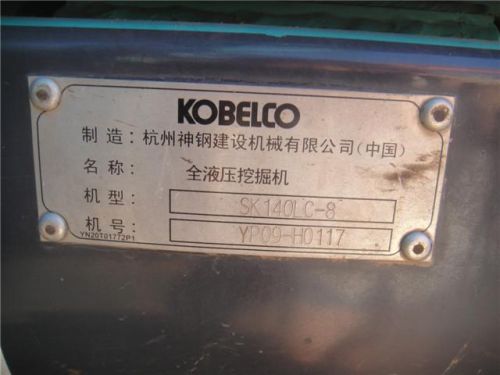 KOBELCO
制造：杭州神钢建设机械有限公司（中国）
名称：全液压挖掘机
机型：SK140LC-8
机号：YP09-H0117
YN20T01772P1